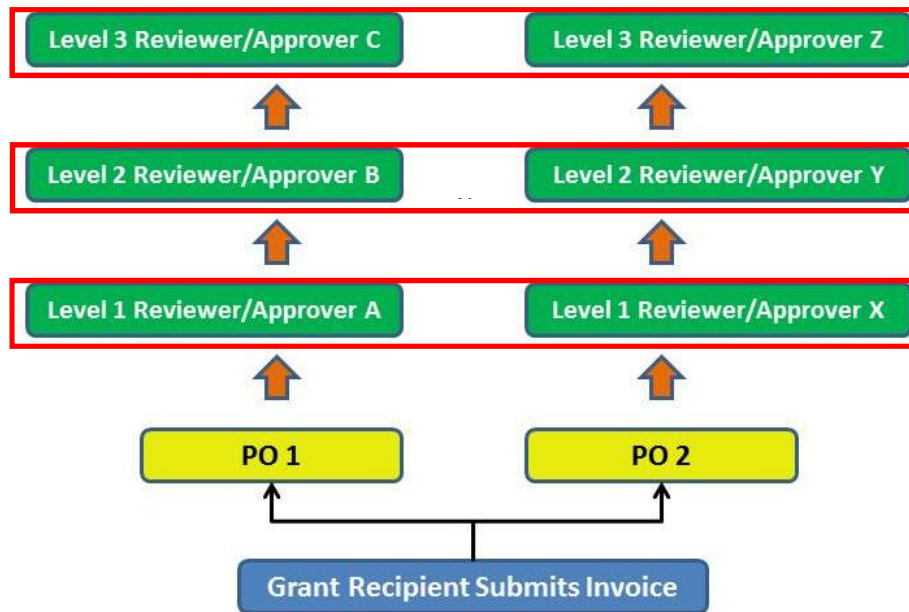 Level 3 Reviewer/Approver C
Level 3 Reviewer/Approver Z
Level 2 Reviewer/Approver B
Level 2 Reviewer/Approver Y
Level 1 Reviewer/Approver A
Level 1 Reviewer/Approver X
PO 1
PO 2
Grant Recipient Submits Invoice